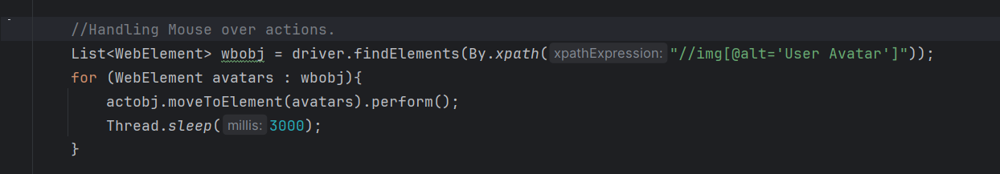 //Handling Mouse over actions.
List<WebElement> wbobj = driver.findElements(By.xpath( xpathExpression: "//img[@alt='User Avatar']"));
for (WebElement avatars : wbobj){
actobj.moveToElement(avatars).perform();
Thread.sleep( millis: 3000);
}